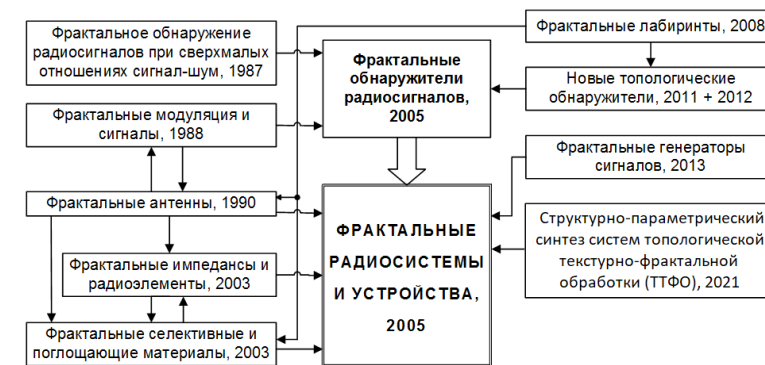 Фрактальное обнаружение
радиосигналов при сверхмалых
отношениях сигнал-шум, 1987
Фрактальные модуляция и
сигналы, 1988
Фрактальные антенны, 1990
Фрактальные импедансы и
радиоэлементы, 2003
Фрактальные селективные и
поглощающие материалы, 2003
Фрактальные
обнаружители
радиосигналов,
2005
ФРАКТАЛЬНЫЕ
РАДИОСИСТЕМЫ
И УСТРОЙСТВА,
2005
Фрактальные лабиринты, 2008
Новые топологические
обнаружители, 2011 + 2012
Фрактальные генераторы
сигналов, 2013
Структурно-параметрический
синтез систем топологической
текстурно-фрактальной
обработки (ТТФО), 2021